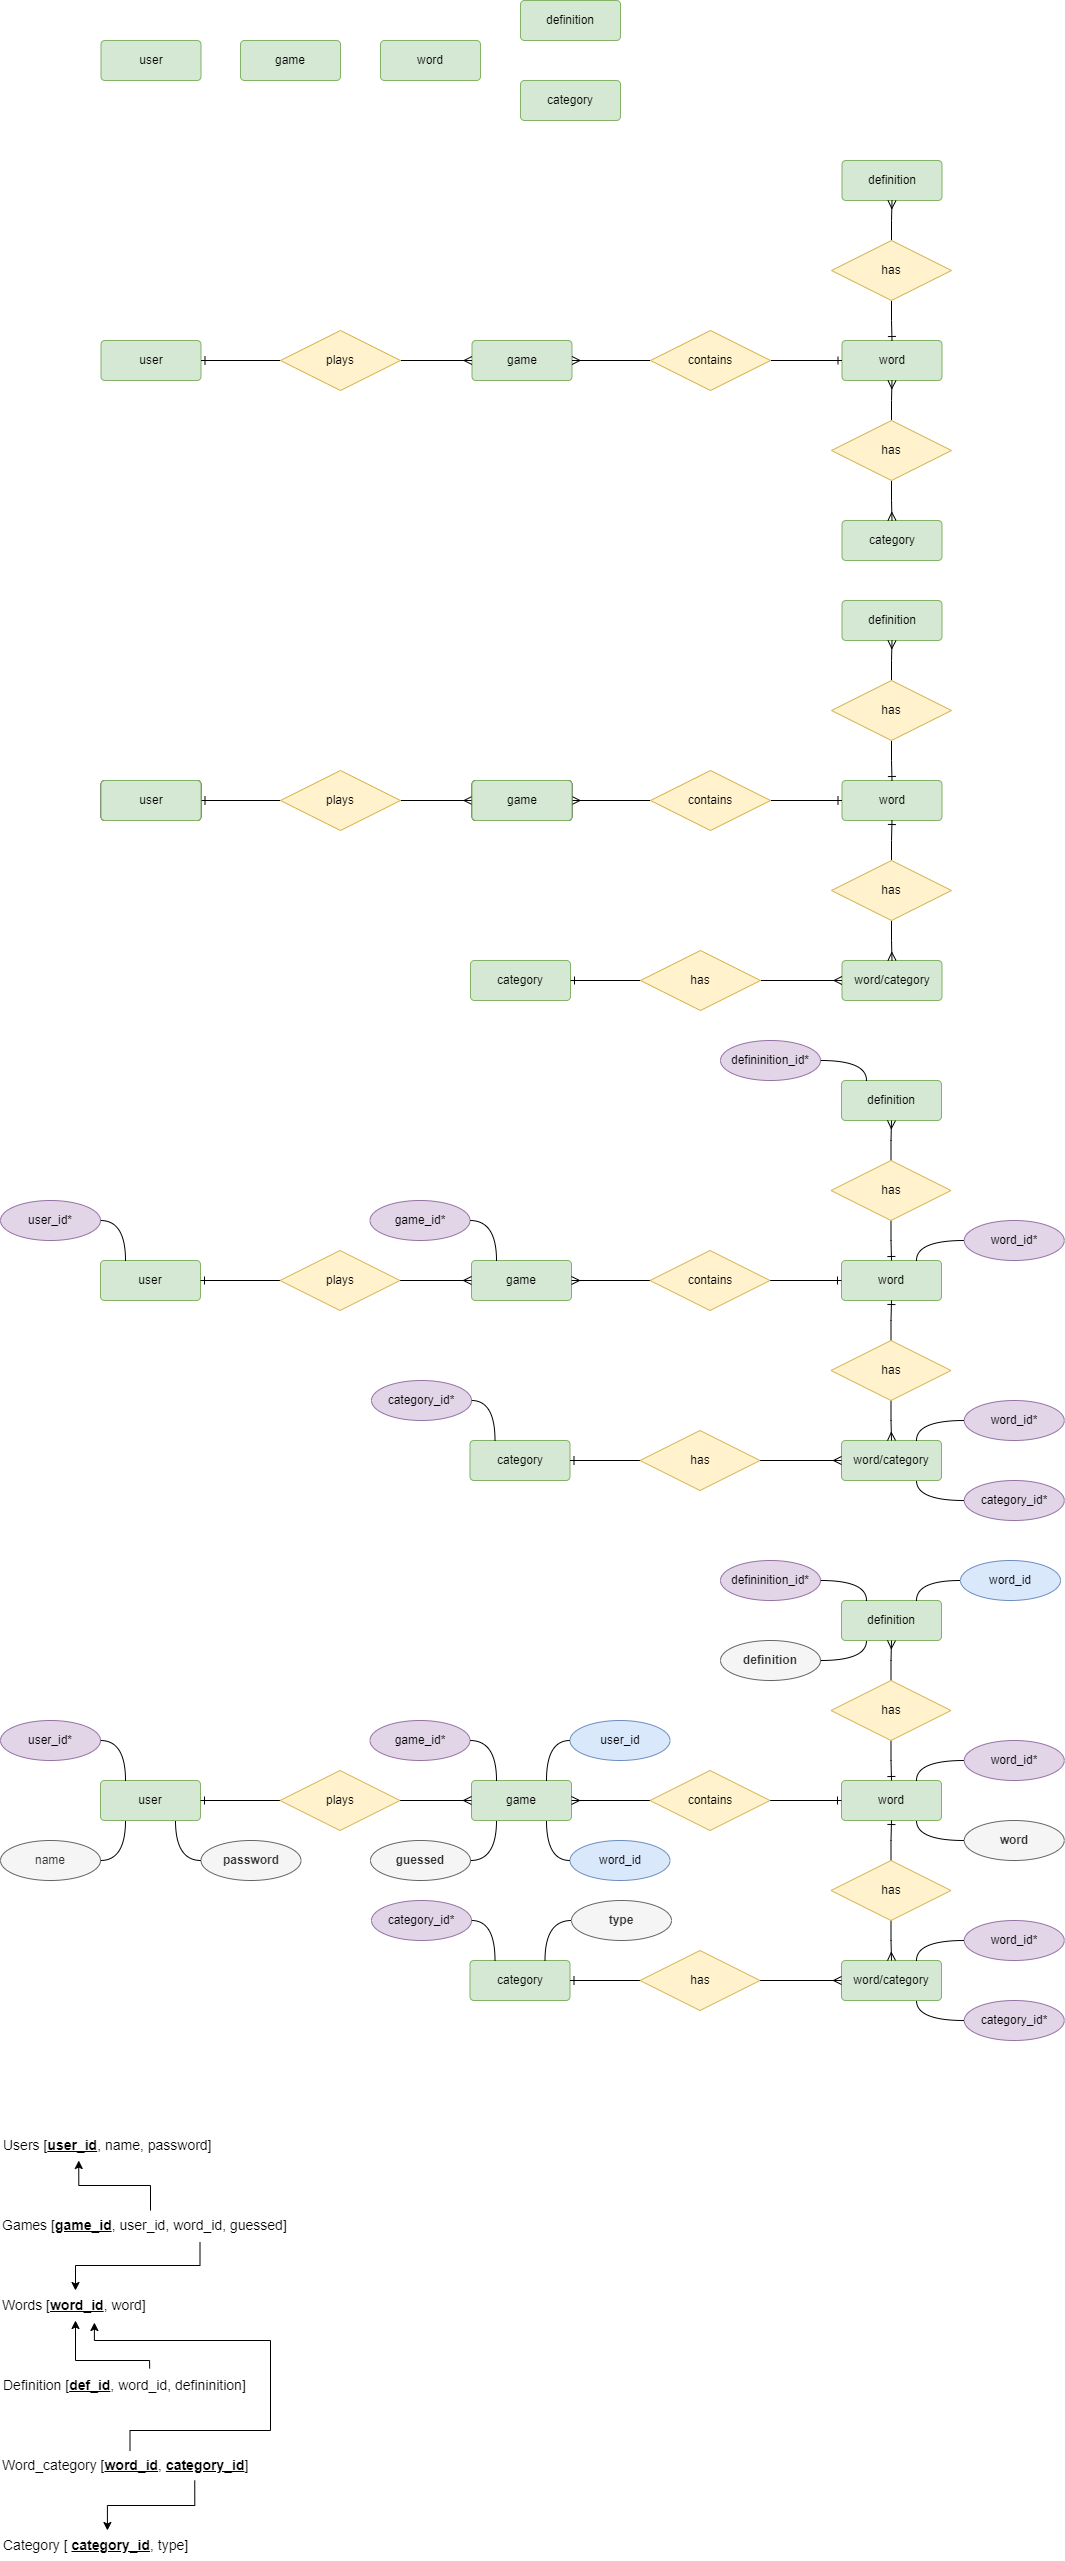 definition
user
game
word
category
definition
has
user
plays
game
contains
word
has
category
definition
has
user
plays
game
contains
word
has
category
has
word/category
defininition_id*
definition
has
user_id*
game_id*
word_id*
user
plays
game
contains
word
has
category_id*
word_id*
category
has
word/category
category_id*
defininition_id*
word_id
definition
definition
has
user_id*
game_id*
user_id
word_id*
user
plays
game
contains
word
name
password
guessed
word_id
word
has
category_id*
type
word_id*
category
has
word/category
category_id*
Users [user_id, name, password]
Games [game_id, user_id, word_id, guessed]
Words [word_id, word]
Definition [def_id, word_id, defininition]
Word_category [word_id, category_id]
Category [ category_id, type]